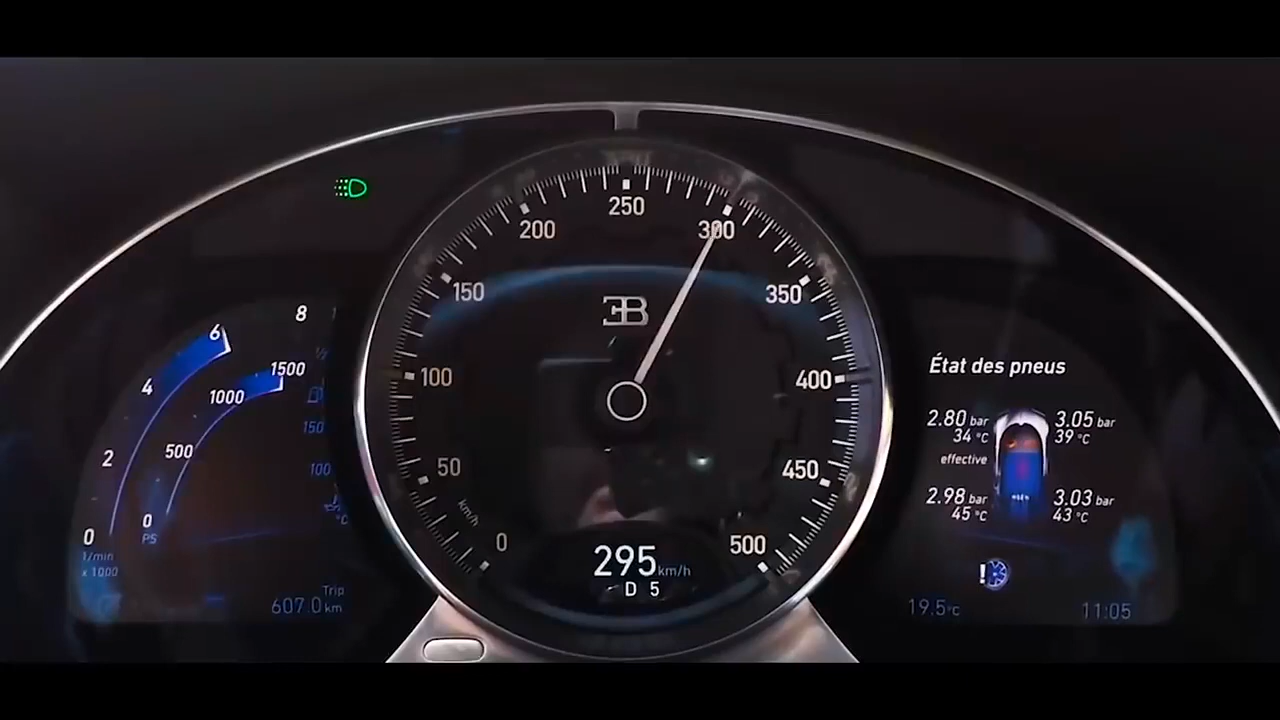 250
200
300
150
350
EB
100
400
50
450
km/h
0
500
295 km/h
D 5
8
6
4
2
0
1/min
x 1000
1500
1000
500
0
PS
150
100
°C
Trip
607.0 km
État des pneus
2.80 bar
34 °C
3.05 bar
39 °C
effective
2.98 bar
45 °C
3.03 bar
43 °C
!
19.5°C
11:05